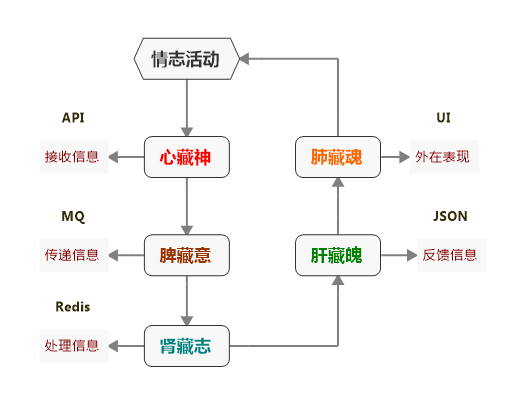 情志活动
API
接收信息
心藏神
肺藏魂
UI
外在表现
MQ
传递信息
脾藏意
肝藏魄
JSON
反馈信息
Redis
处理信息
肾藏志